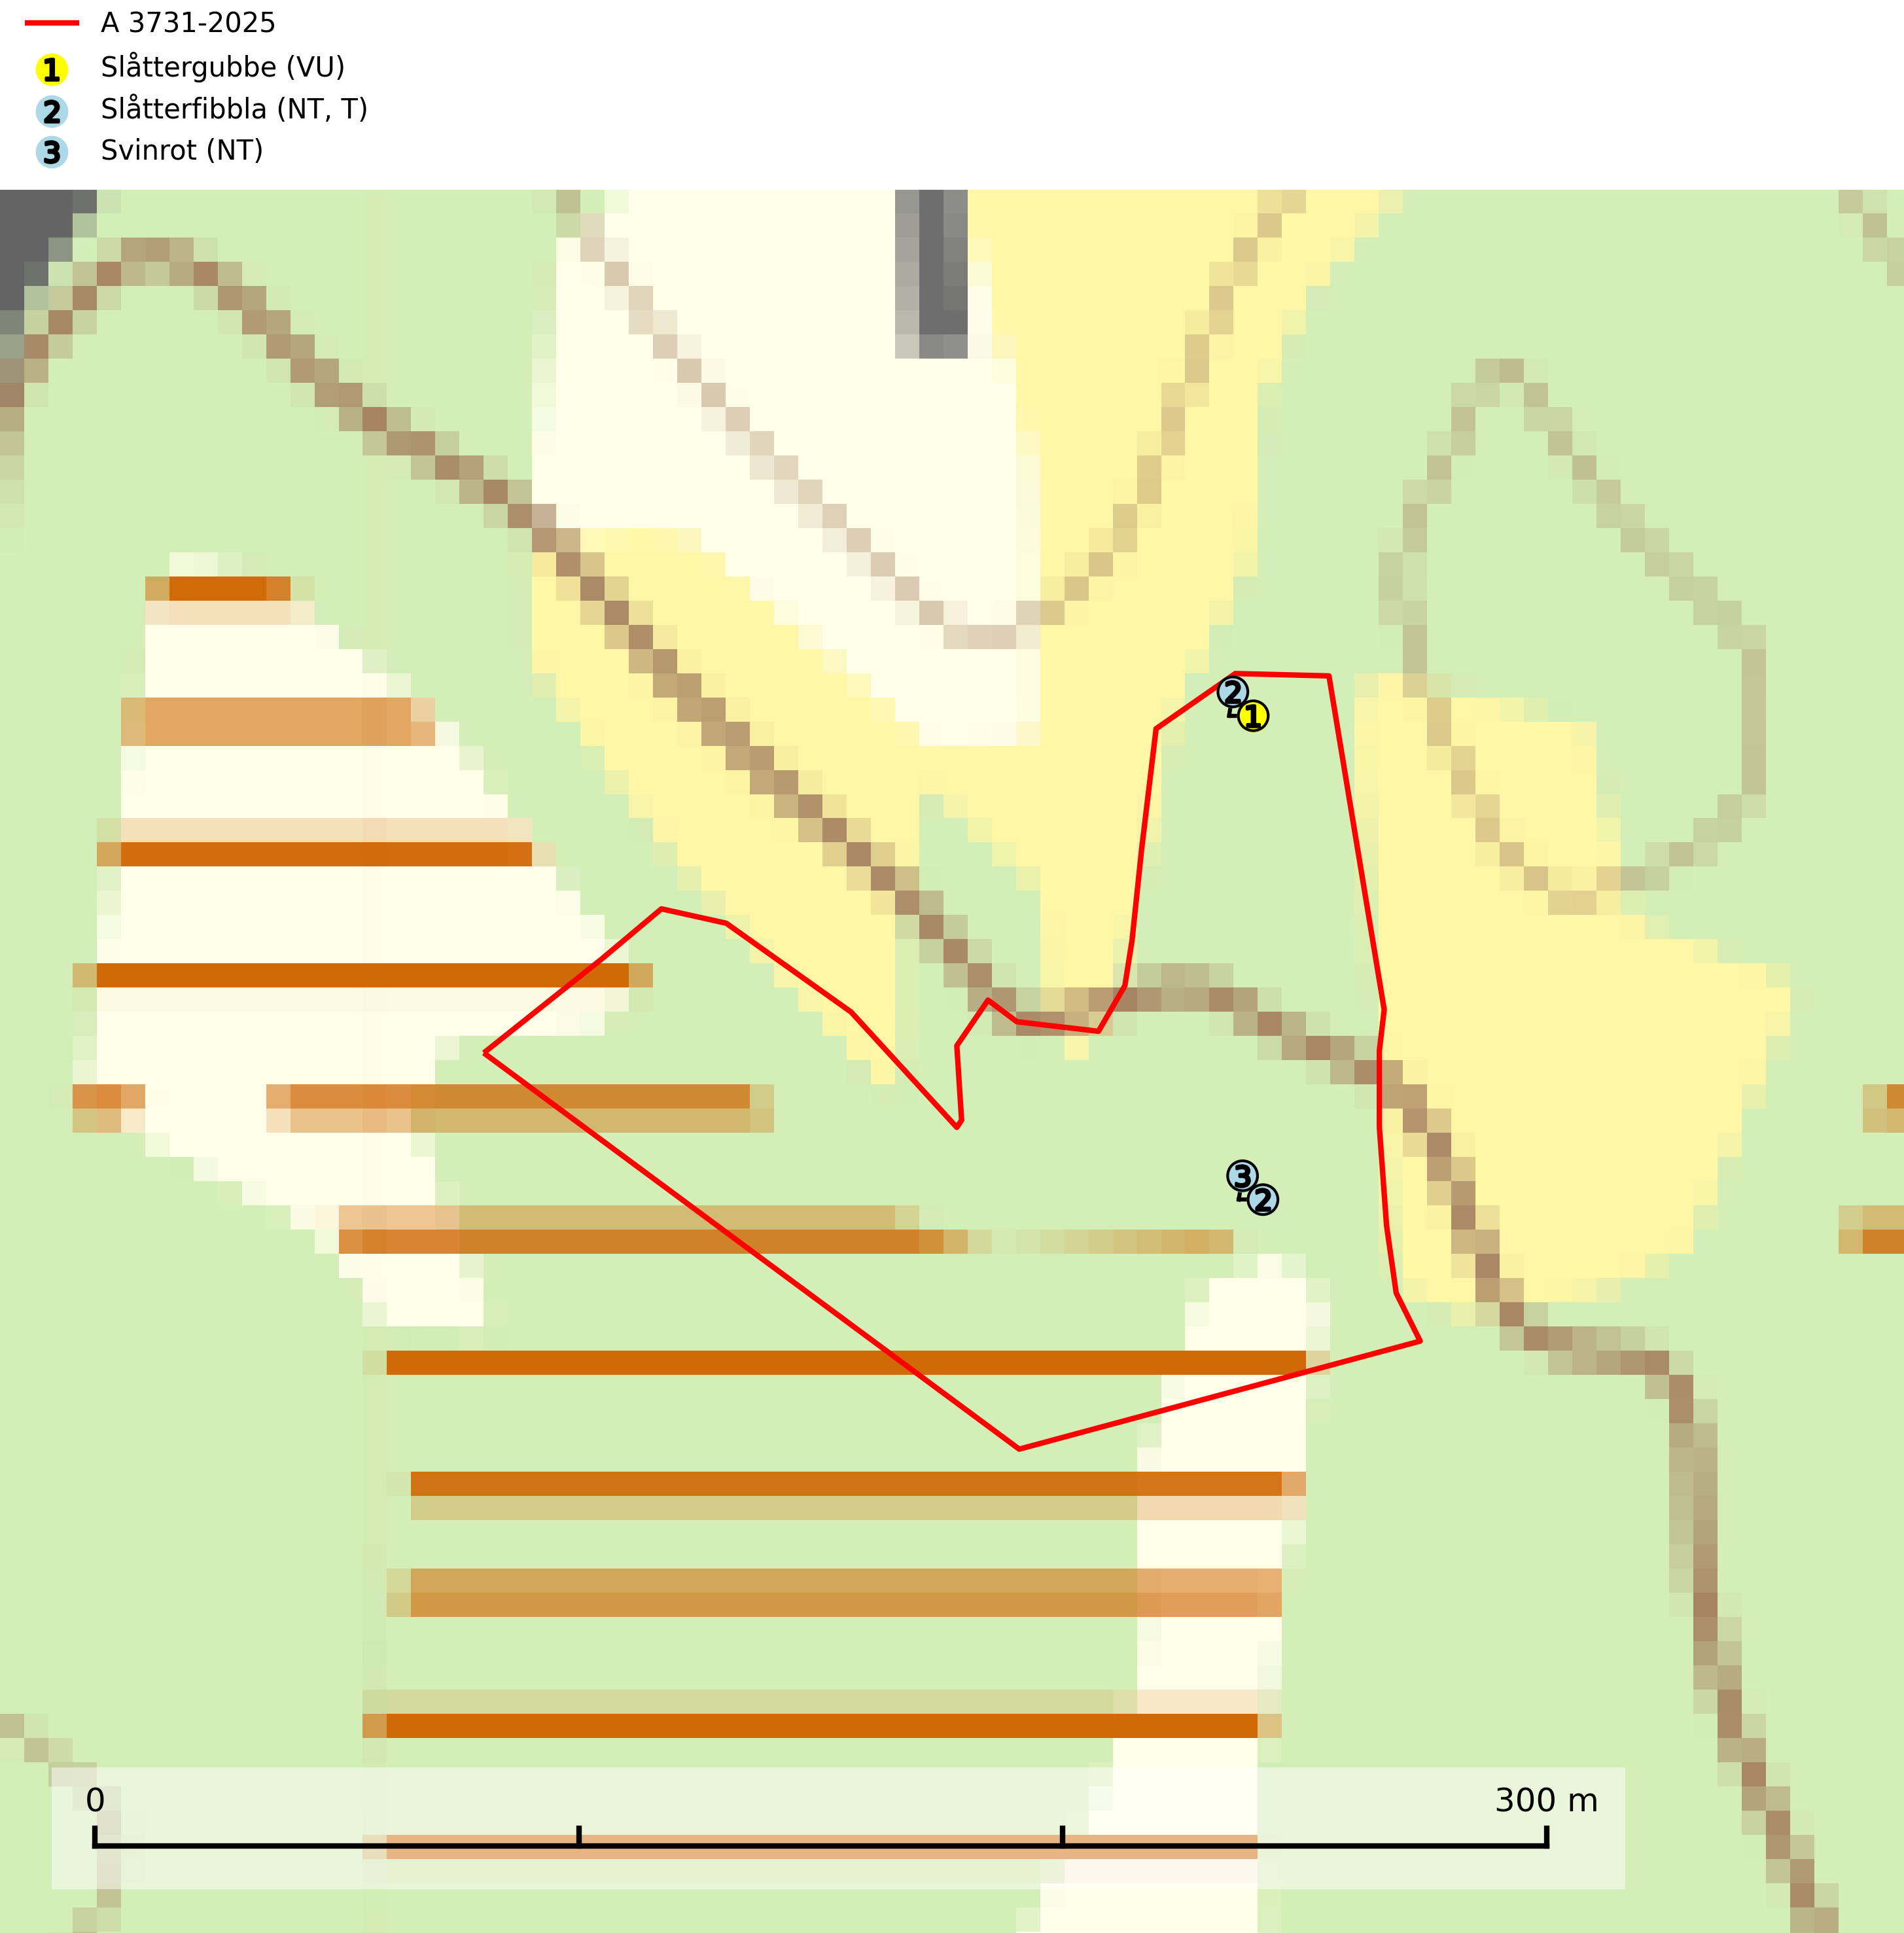 A 3731-2025
1 Slåttergubbe (VU)
2 Slåtterfibbla (NT, T)
3 Svinrot (NT)
2
1
3
2
0 300 m